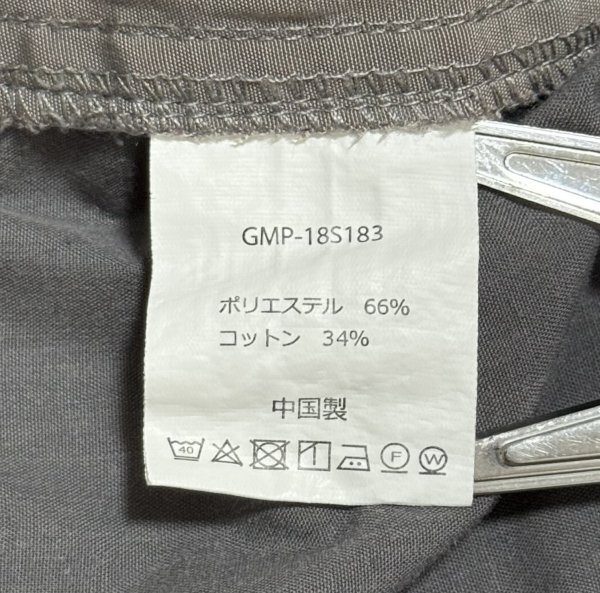 GMP-18S183
ポリエステル 66%
コットン 34%
中国製
40 F W